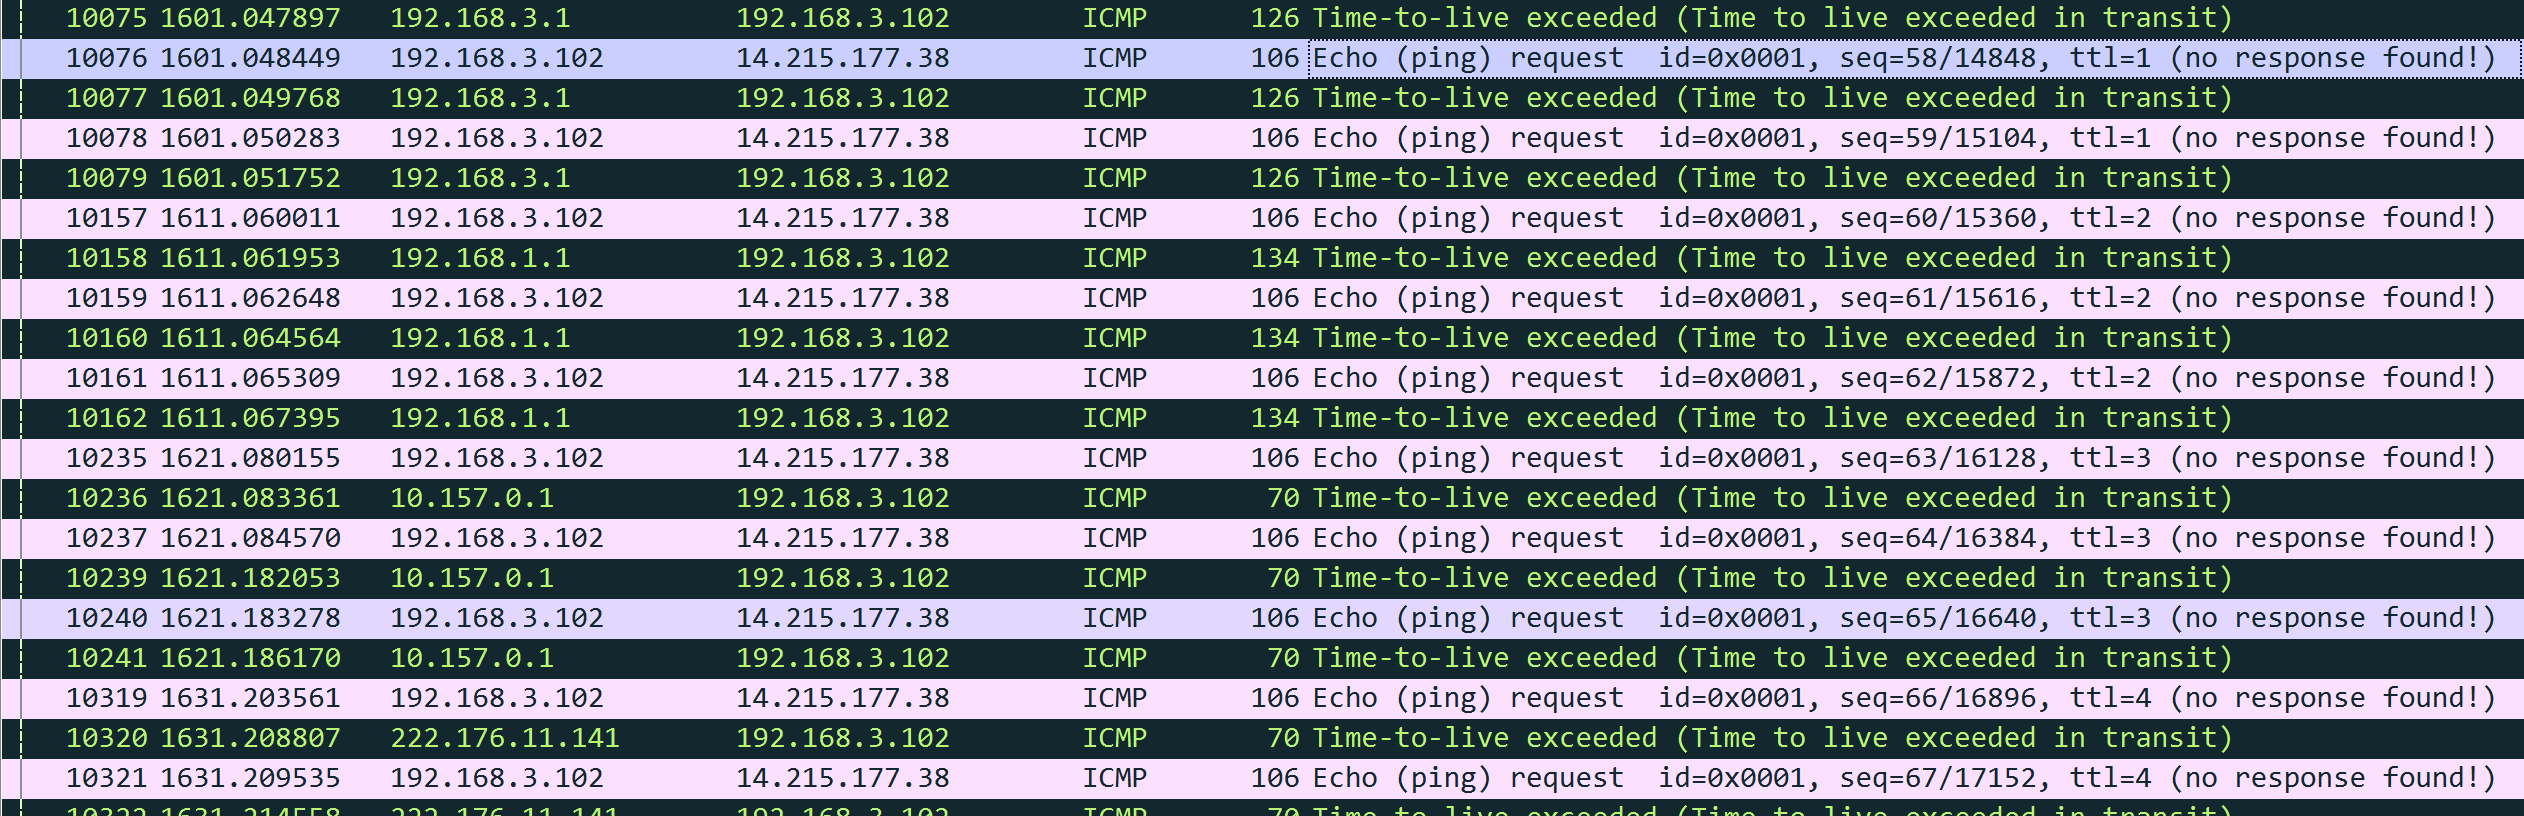 10075 1601.047897 192.168.3.1 192.168.3.102 ICMP 126 Time-to-live exceeded (Time to live exceeded in transit)
10076 1601.048449 192.168.3.102 14.215.177.38 ICMP 106 Echo (ping) request id=0x0001, seq=58/14848, ttl=1 (no response found!)
10077 1601.049768 192.168.3.1 192.168.3.102 ICMP 126 Time-to-live exceeded (Time to live exceeded in transit)
10078 1601.050283 192.168.3.102 14.215.177.38 ICMP 106 Echo (ping) request id=0x0001, seq=59/15104, ttl=1 (no response found!)
10079 1601.051752 192.168.3.1 192.168.3.102 ICMP 126 Time-to-live exceeded (Time to live exceeded in transit)
10157 1611.060011 192.168.3.102 14.215.177.38 ICMP 106 Echo (ping) request id=0x0001, seq=60/15360, ttl=2 (no response found!)
10158 1611.061953 192.168.1.1 192.168.3.102 ICMP 134 Time-to-live exceeded (Time to live exceeded in transit)
10159 1611.062648 192.168.3.102 14.215.177.38 ICMP 106 Echo (ping) request id=0x0001, seq=61/15616, ttl=2 (no response found!)
10160 1611.064564 192.168.1.1 192.168.3.102 ICMP 134 Time-to-live exceeded (Time to live exceeded in transit)
10161 1611.065309 192.168.3.102 14.215.177.38 ICMP 106 Echo (ping) request id=0x0001, seq=62/15872, ttl=2 (no response found!)
10162 1611.067395 192.168.1.1 192.168.3.102 ICMP 134 Time-to-live exceeded (Time to live exceeded in transit)
10235 1621.080155 192.168.3.102 14.215.177.38 ICMP 106 Echo (ping) request id=0x0001, seq=63/16128, ttl=3 (no response found!)
10236 1621.083361 10.157.0.1 192.168.3.102 ICMP 70 Time-to-live exceeded (Time to live exceeded in transit)
10237 1621.084570 192.168.3.102 14.215.177.38 ICMP 106 Echo (ping) request id=0x0001, seq=64/16384, ttl=3 (no response found!)
10239 1621.182053 10.157.0.1 192.168.3.102 ICMP 70 Time-to-live exceeded (Time to live exceeded in transit)
10240 1621.183278 192.168.3.102 14.215.177.38 ICMP 106 Echo (ping) request id=0x0001, seq=65/16640, ttl=3 (no response found!)
10241 1621.186170 10.157.0.1 192.168.3.102 ICMP 70 Time-to-live exceeded (Time to live exceeded in transit)
10319 1631.203561 192.168.3.102 14.215.177.38 ICMP 106 Echo (ping) request id=0x0001, seq=66/16896, ttl=4 (no response found!)
10320 1631.208807 222.176.11.141 192.168.3.102 ICMP 70 Time-to-live exceeded (Time to live exceeded in transit)
10321 1631.209535 192.168.3.102 14.215.177.38 ICMP 106 Echo (ping) request id=0x0001, seq=67/17152, ttl=4 (no response found!)
10322 1631.214558 222.176.11.141 192.168.3.102 ICMP 70 Time-to-live exceeded (Time to live exceeded in transit)